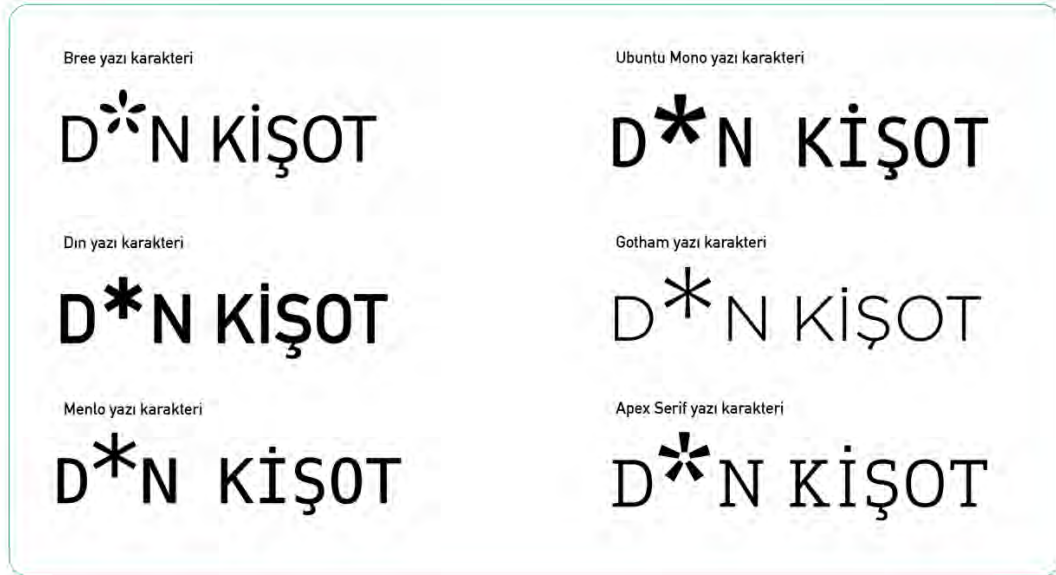 Bree yazı karakteri
D*N KİŞOT
Dın yazı karakteri
D*N KİŞOT
Menlo yazı karakteri
D*N KİŞOT
Ubuntu Mono yazı karakteri
D*N KİŞOT
Gotham yazı karakteri
D*N KİŞOT
Apex Serif yazı karakteri
D*N KİŞOT